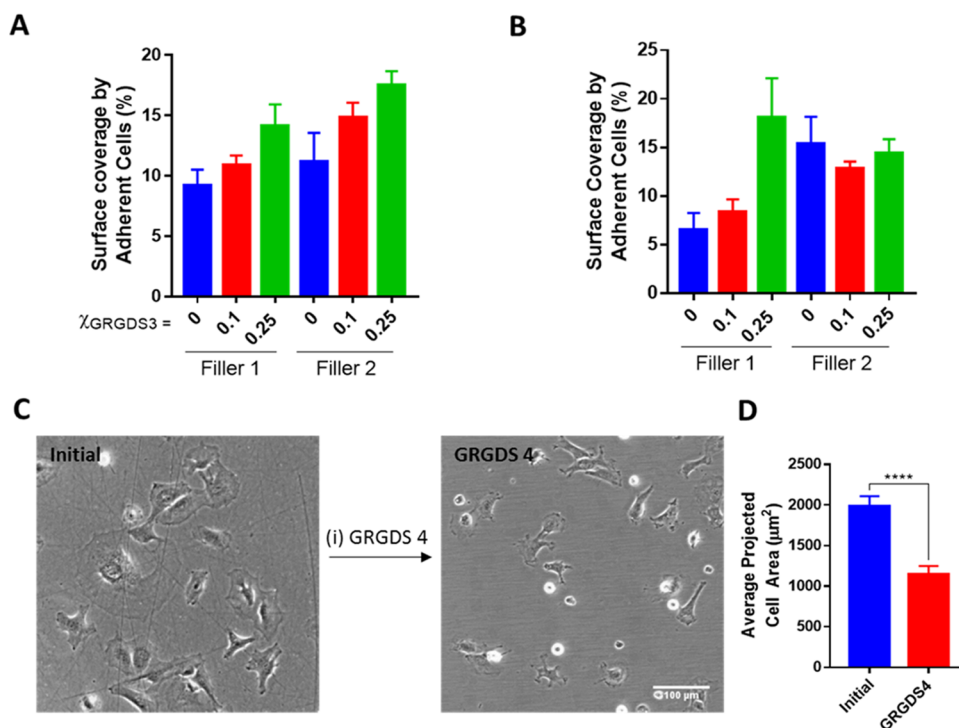 A
Surface coverage by
Adherent Cells (%)
20
15
10
5
0
χGRGDS3 =
0
0.1
0.25
0
0.1
0.25
Filler 1
Filler 2
B
Surface Coverage by
Adherent Cells (%)
25
20
15
10
5
0
0
0.1
0.25
0
0.1
0.25
Filler 1
Filler 2
C
Initial
(i) GRGDS 4
GRGDS 4
100 µm
D
Average Projected
Cell Area (µm²)
2500
2000
1500
1000
500
0
****
Initial
GRGDS4